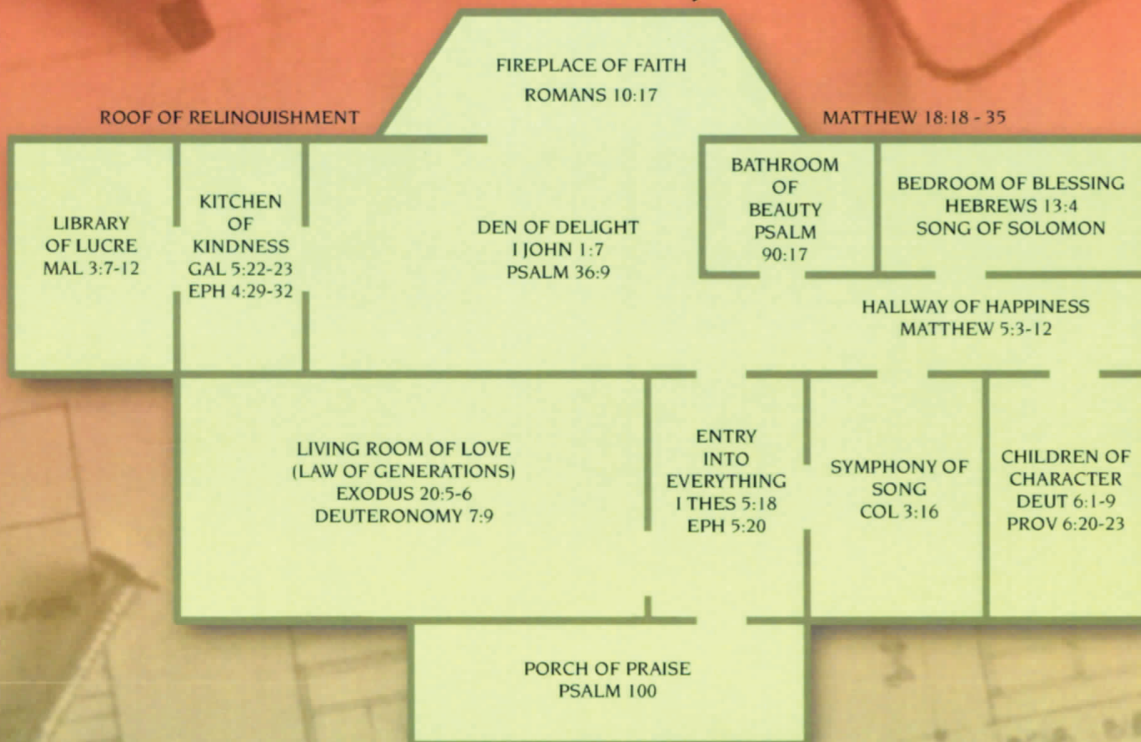 FIREPLACE OF FAITH
ROMANS 10:17
ROOF OF RELINQUISHMENT
MATTHEW 18:18 - 35
LIBRARY
OF LUCRE
MAL 3:7-12
KITCHEN
OF
KINDNESS
GAL 5:22-23
EPH 4:29-32
DEN OF DELIGHT
I JOHN 1:7
PSALM 36:9
BATHROOM
OF
BEAUTY
PSALM
90:17
BEDROOM OF BLESSING
HEBREWS 13:4
SONG OF SOLOMON
HALLWAY OF HAPPINESS
MATTHEW 5:3-12
LIVING ROOM OF LOVE
(LAW OF GENERATIONS)
EXODUS 20:5-6
DEUTERONOMY 7:9
ENTRY
INTO
EVERYTHING
I THES 5:18
EPH 5:20
SYMPHONY OF
SONG
COL 3:16
CHILDREN OF
CHARACTER
DEUT 6:1-9
PROV 6:20-23
PORCH OF PRAISE
PSALM 100